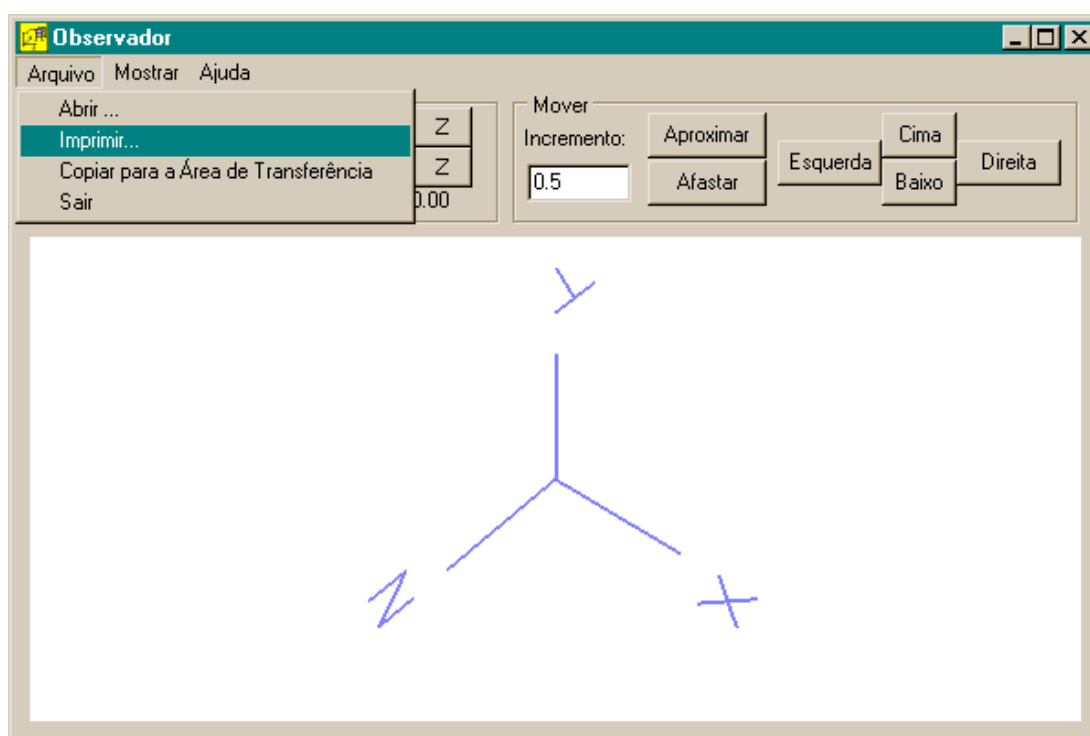 Observador
Arquivo Mostrar Ajuda
Abrir ...
Imprimir...
Copiar para a Área de Transferência
Sair
Z
Z
0.00
Mover
Incremento:
0.5
Aproximar
Afastar
Esquerda
Cima
Baixo
Direita
Y
Z
X